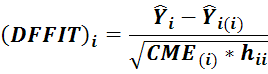 (DFFIT)ᵢ = (Ŷᵢ − Ŷᵢ₍ᵢ₎) / √(CME₍ᵢ₎ * hᵢᵢ)